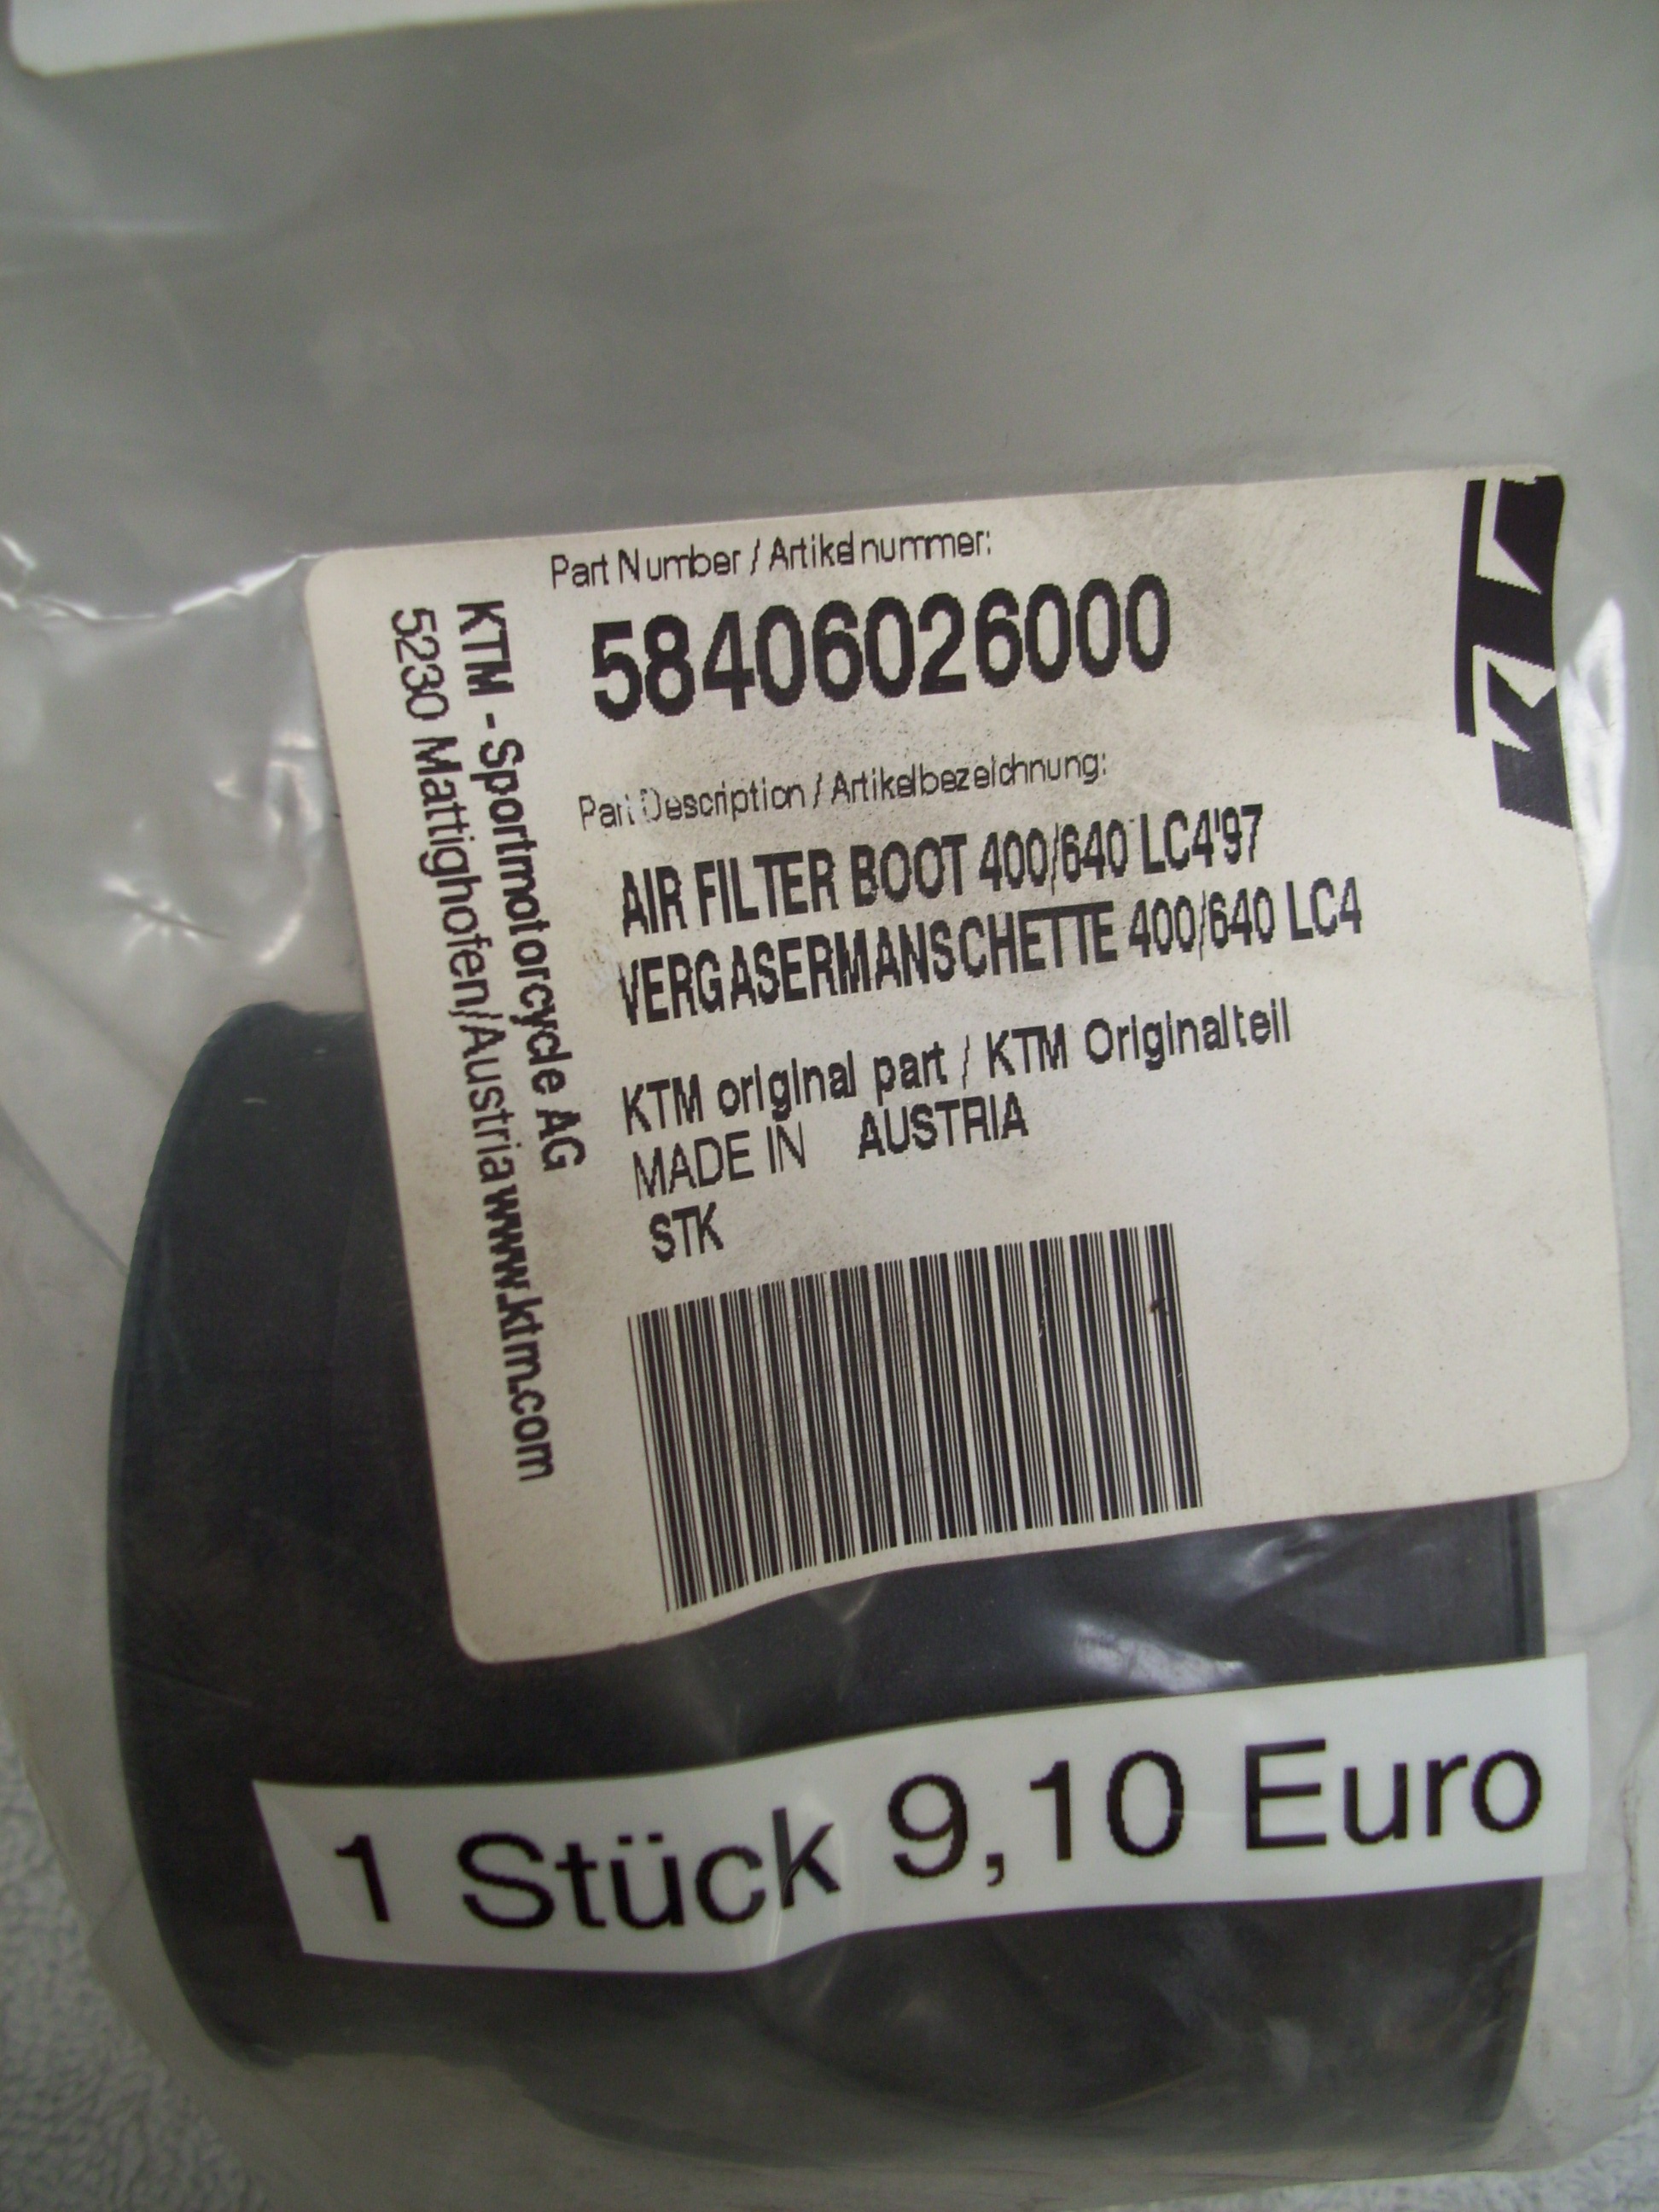 Part Number / Artikelnummer:
58406026000
Part Description / Artikelbezeichnung:
AIR FILTER BOOT 400/640 LC4'97
VERGASERMANSCHETTE 400/640 LC4
KTM original part / KTM Originalteil
MADE IN AUSTRIA
STK
KTM - Sportmotorcycle AG
5230 Mattighofen/Austria www.ktm.com
1 Stück 9,10 Euro